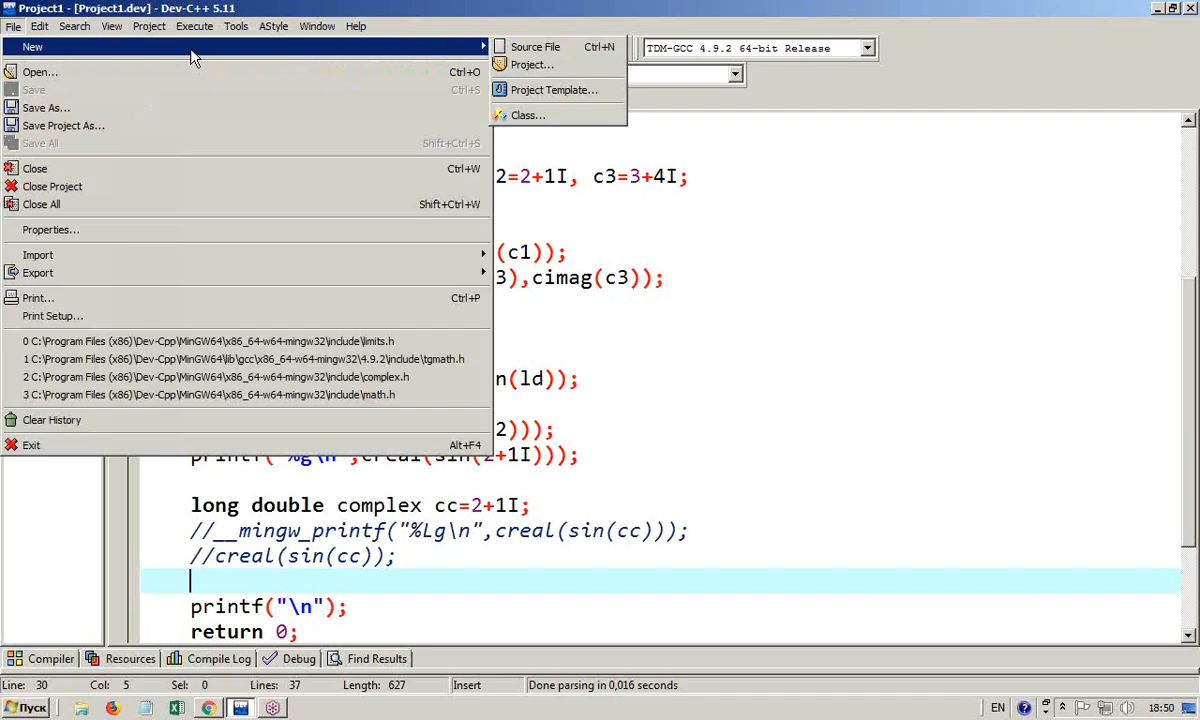 Project1 - [Project1.dev] - Dev-C++ 5.11
File Edit Search View Project Execute Tools AStyle Window Help
New
Source File Ctrl+N
Project...
Project Template...
Class...
TDM-GCC 4.9.2 64-bit Release
Open... Ctrl+O
Save Ctrl+S
Save As...
Save Project As...
Save All Shift+Ctrl+S
Close Ctrl+W
Close Project
Close All Shift+Ctrl+W
Properties...
Import
Export
Print... Ctrl+P
Print Setup...
0 C:\Program Files (x86)\Dev-Cpp\MinGW64\x86_64-w64-mingw32\include\limits.h
1 C:\Program Files (x86)\Dev-Cpp\MinGW64\lib\gcc\x86_64-w64-mingw32\4.9.2\include\tgmath.h
2 C:\Program Files (x86)\Dev-Cpp\MinGW64\x86_64-w64-mingw32\include\complex.h
3 C:\Program Files (x86)\Dev-Cpp\MinGW64\x86_64-w64-mingw32\include\math.h
Clear History
Exit Alt+F4
2=2+1I, c3=3+4I;
(c1));
3),cimag(c3));
n(ld));
2)));
printf("%g\n",creal(sin(2+1I)));
long double complex cc=2+1I;
//__mingw_printf("%Lg\n",creal(sin(cc)));
//creal(sin(cc));
printf("\n");
return 0;
Compiler Resources Compile Log Debug Find Results
Line: 30 Col: 5 Sel: 0 Lines: 37 Length: 627 Insert Done parsing in 0,016 seconds
Пуск EN 18:50